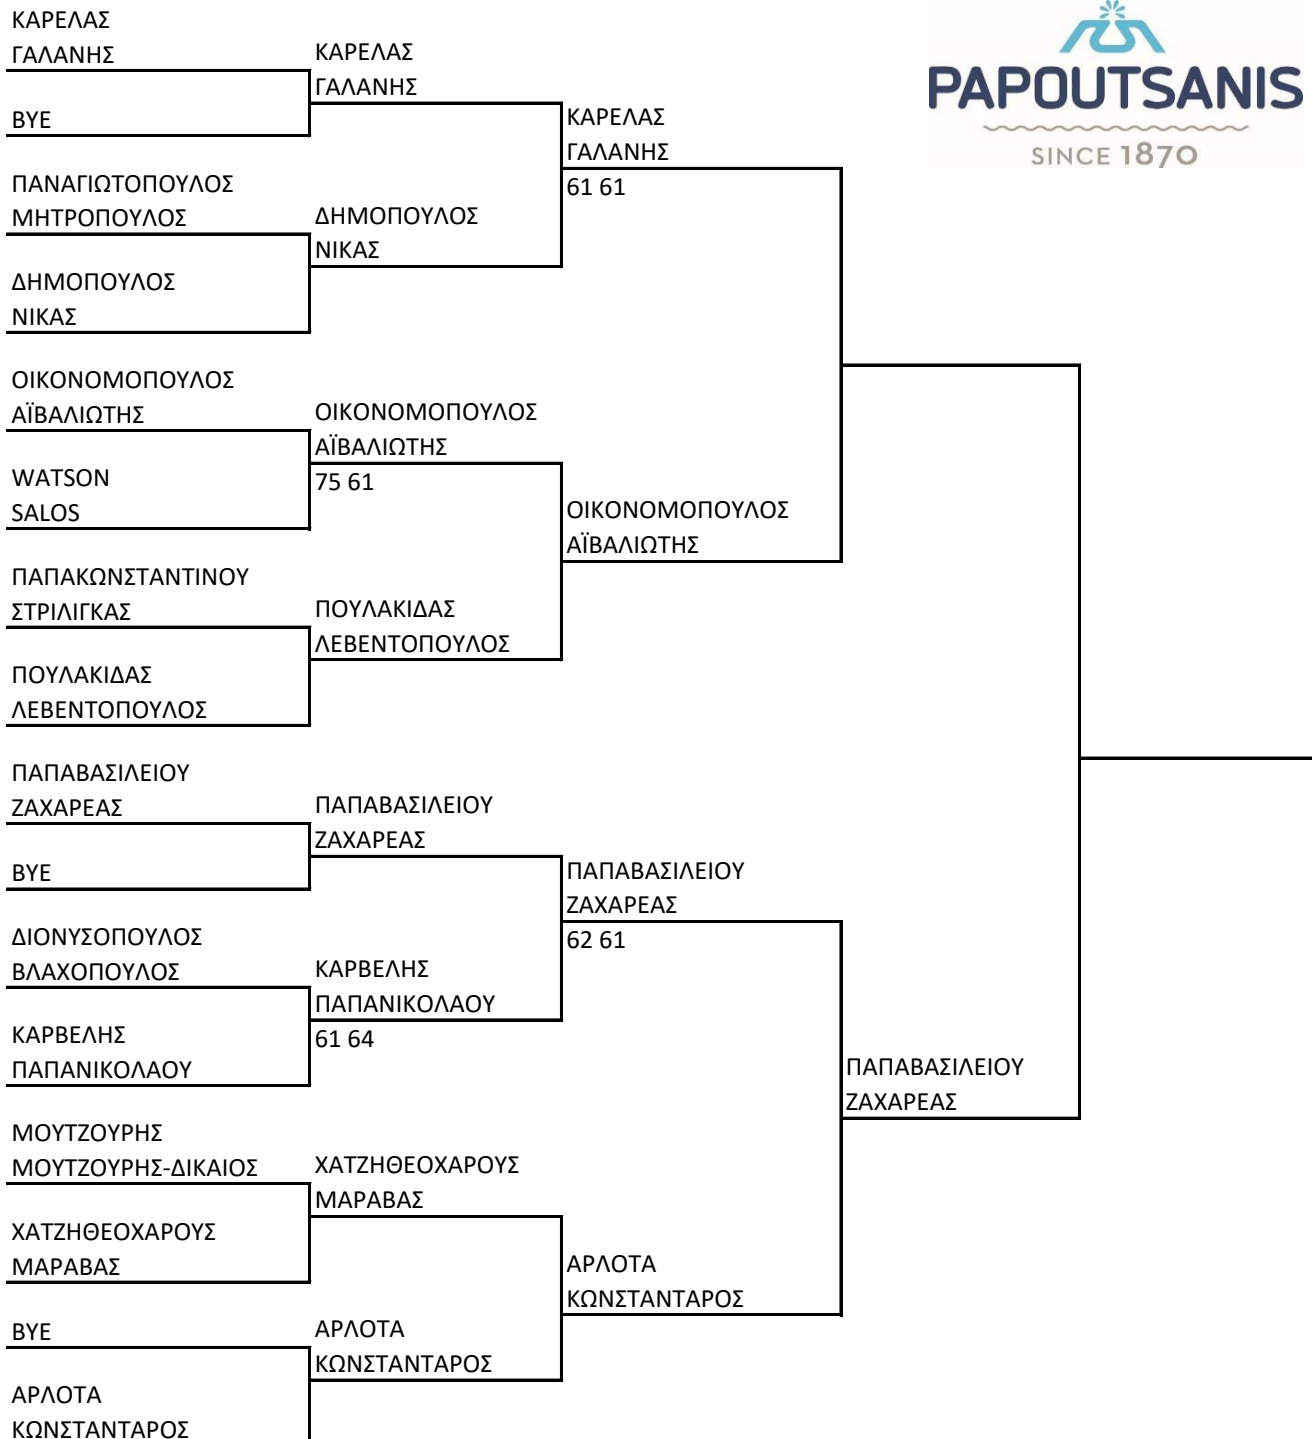 ΚΑΡΕΛΑΣ
ΓΑΛΑΝΗΣ
BYE
ΠΑΝΑΓΙΩΤΟΠΟΥΛΟΣ
ΜΗΤΡΟΠΟΥΛΟΣ
ΔΗΜΟΠΟΥΛΟΣ
ΝΙΚΑΣ
ΟΙΚΟΝΟΜΟΠΟΥΛΟΣ
ΑΪΒΑΛΙΩΤΗΣ
WATSON
SALOS
ΠΑΠΑΚΩΝΣΤΑΝΤΙΝΟΥ
ΣΤΡΙΛΙΓΚΑΣ
ΠΟΥΛΑΚΙΔΑΣ
ΛΕΒΕΝΤΟΠΟΥΛΟΣ
ΠΑΠΑΒΑΣΙΛΕΙΟΥ
ΖΑΧΑΡΕΑΣ
BYE
ΔΙΟΝΥΣΟΠΟΥΛΟΣ
ΒΛΑΧΟΠΟΥΛΟΣ
ΚΑΡΒΕΛΗΣ
ΠΑΠΑΝΙΚΟΛΑΟΥ
ΜΟΥΤΖΟΥΡΗΣ
ΜΟΥΤΖΟΥΡΗΣ-ΔΙΚΑΙΟΣ
ΧΑΤΖΗΘΕΟΧΑΡΟΥΣ
ΜΑΡΑΒΑΣ
BYE
ΑΡΛΟΤΑ
ΚΩΝΣΤΑΝΤΑΡΟΣ
ΚΑΡΕΛΑΣ
ΓΑΛΑΝΗΣ
ΔΗΜΟΠΟΥΛΟΣ
ΝΙΚΑΣ
ΟΙΚΟΝΟΜΟΠΟΥΛΟΣ
ΑΪΒΑΛΙΩΤΗΣ
75 61
ΠΟΥΛΑΚΙΔΑΣ
ΛΕΒΕΝΤΟΠΟΥΛΟΣ
ΠΑΠΑΒΑΣΙΛΕΙΟΥ
ΖΑΧΑΡΕΑΣ
ΚΑΡΒΕΛΗΣ
ΠΑΠΑΝΙΚΟΛΑΟΥ
61 64
ΧΑΤΖΗΘΕΟΧΑΡΟΥΣ
ΜΑΡΑΒΑΣ
ΑΡΛΟΤΑ
ΚΩΝΣΤΑΝΤΑΡΟΣ
ΚΑΡΕΛΑΣ
ΓΑΛΑΝΗΣ
61 61
ΟΙΚΟΝΟΜΟΠΟΥΛΟΣ
ΑΪΒΑΛΙΩΤΗΣ
ΠΑΠΑΒΑΣΙΛΕΙΟΥ
ΖΑΧΑΡΕΑΣ
62 61
ΑΡΛΟΤΑ
ΚΩΝΣΤΑΝΤΑΡΟΣ
ΠΑΠΑΒΑΣΙΛΕΙΟΥ
ΖΑΧΑΡΕΑΣ
PAPOUTSANIS
SINCE 1870